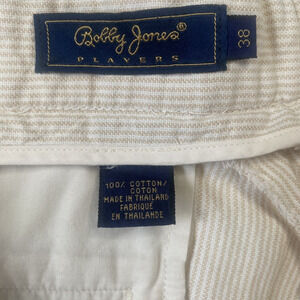 Bobby Jones®
PLAYERS
38
100% COTTON/
COTON
MADE IN THAILAND
FABRIQUE
EN THAILANDE